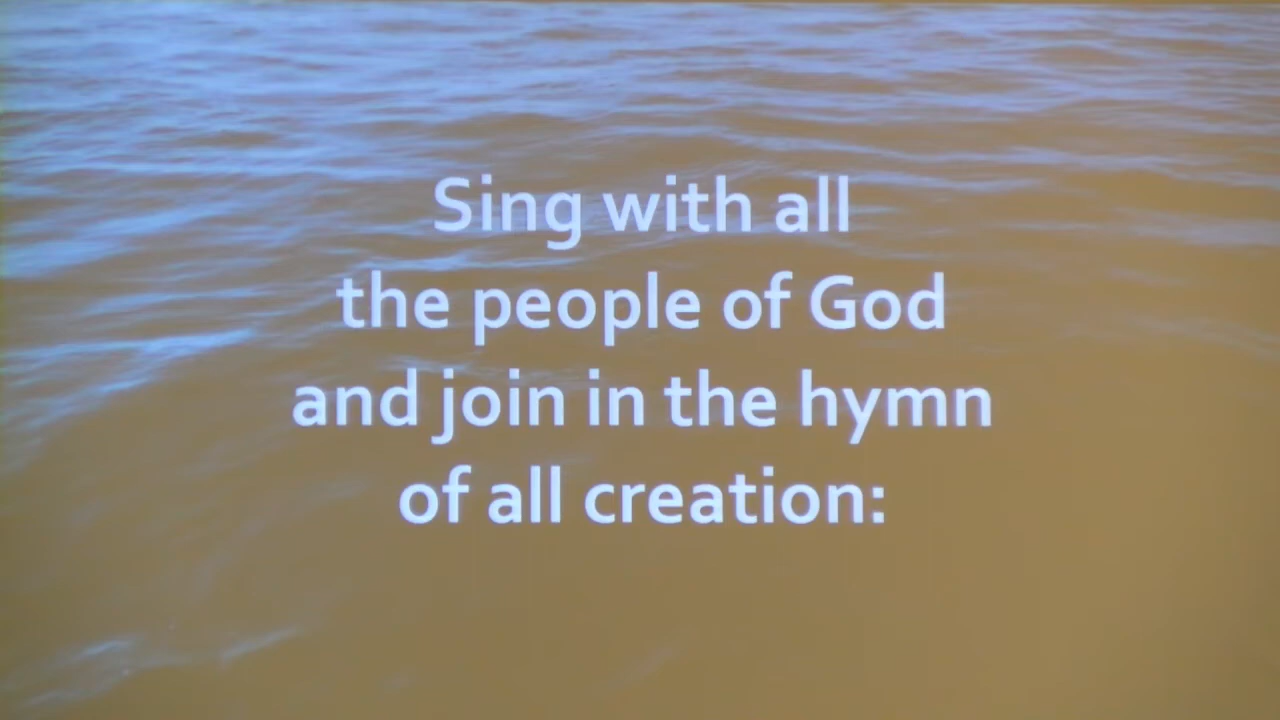 Sing with all
the people of God
and join in the hymn
of all creation: